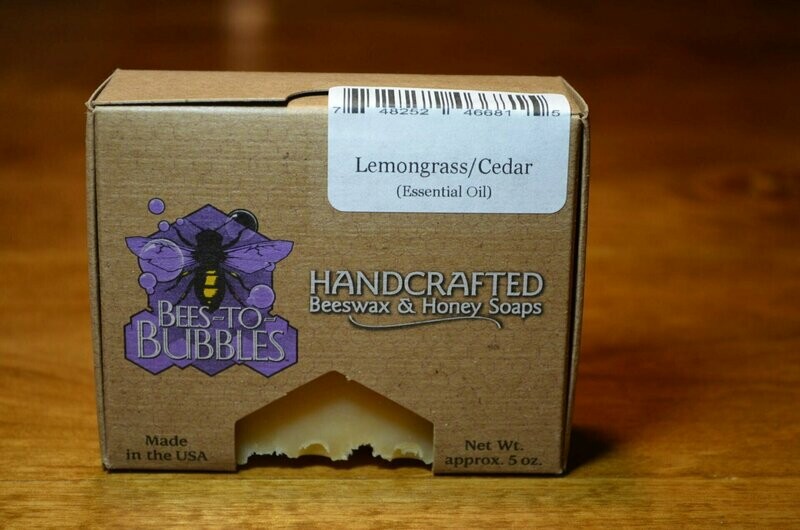 7 48252 46681 5
Lemongrass/Cedar
(Essential Oil)
BEES-TO-
BUBBLES
HANDCRAFTED
Beeswax & Honey Soaps
Made
in the USA
Net Wt.
approx. 5 oz.